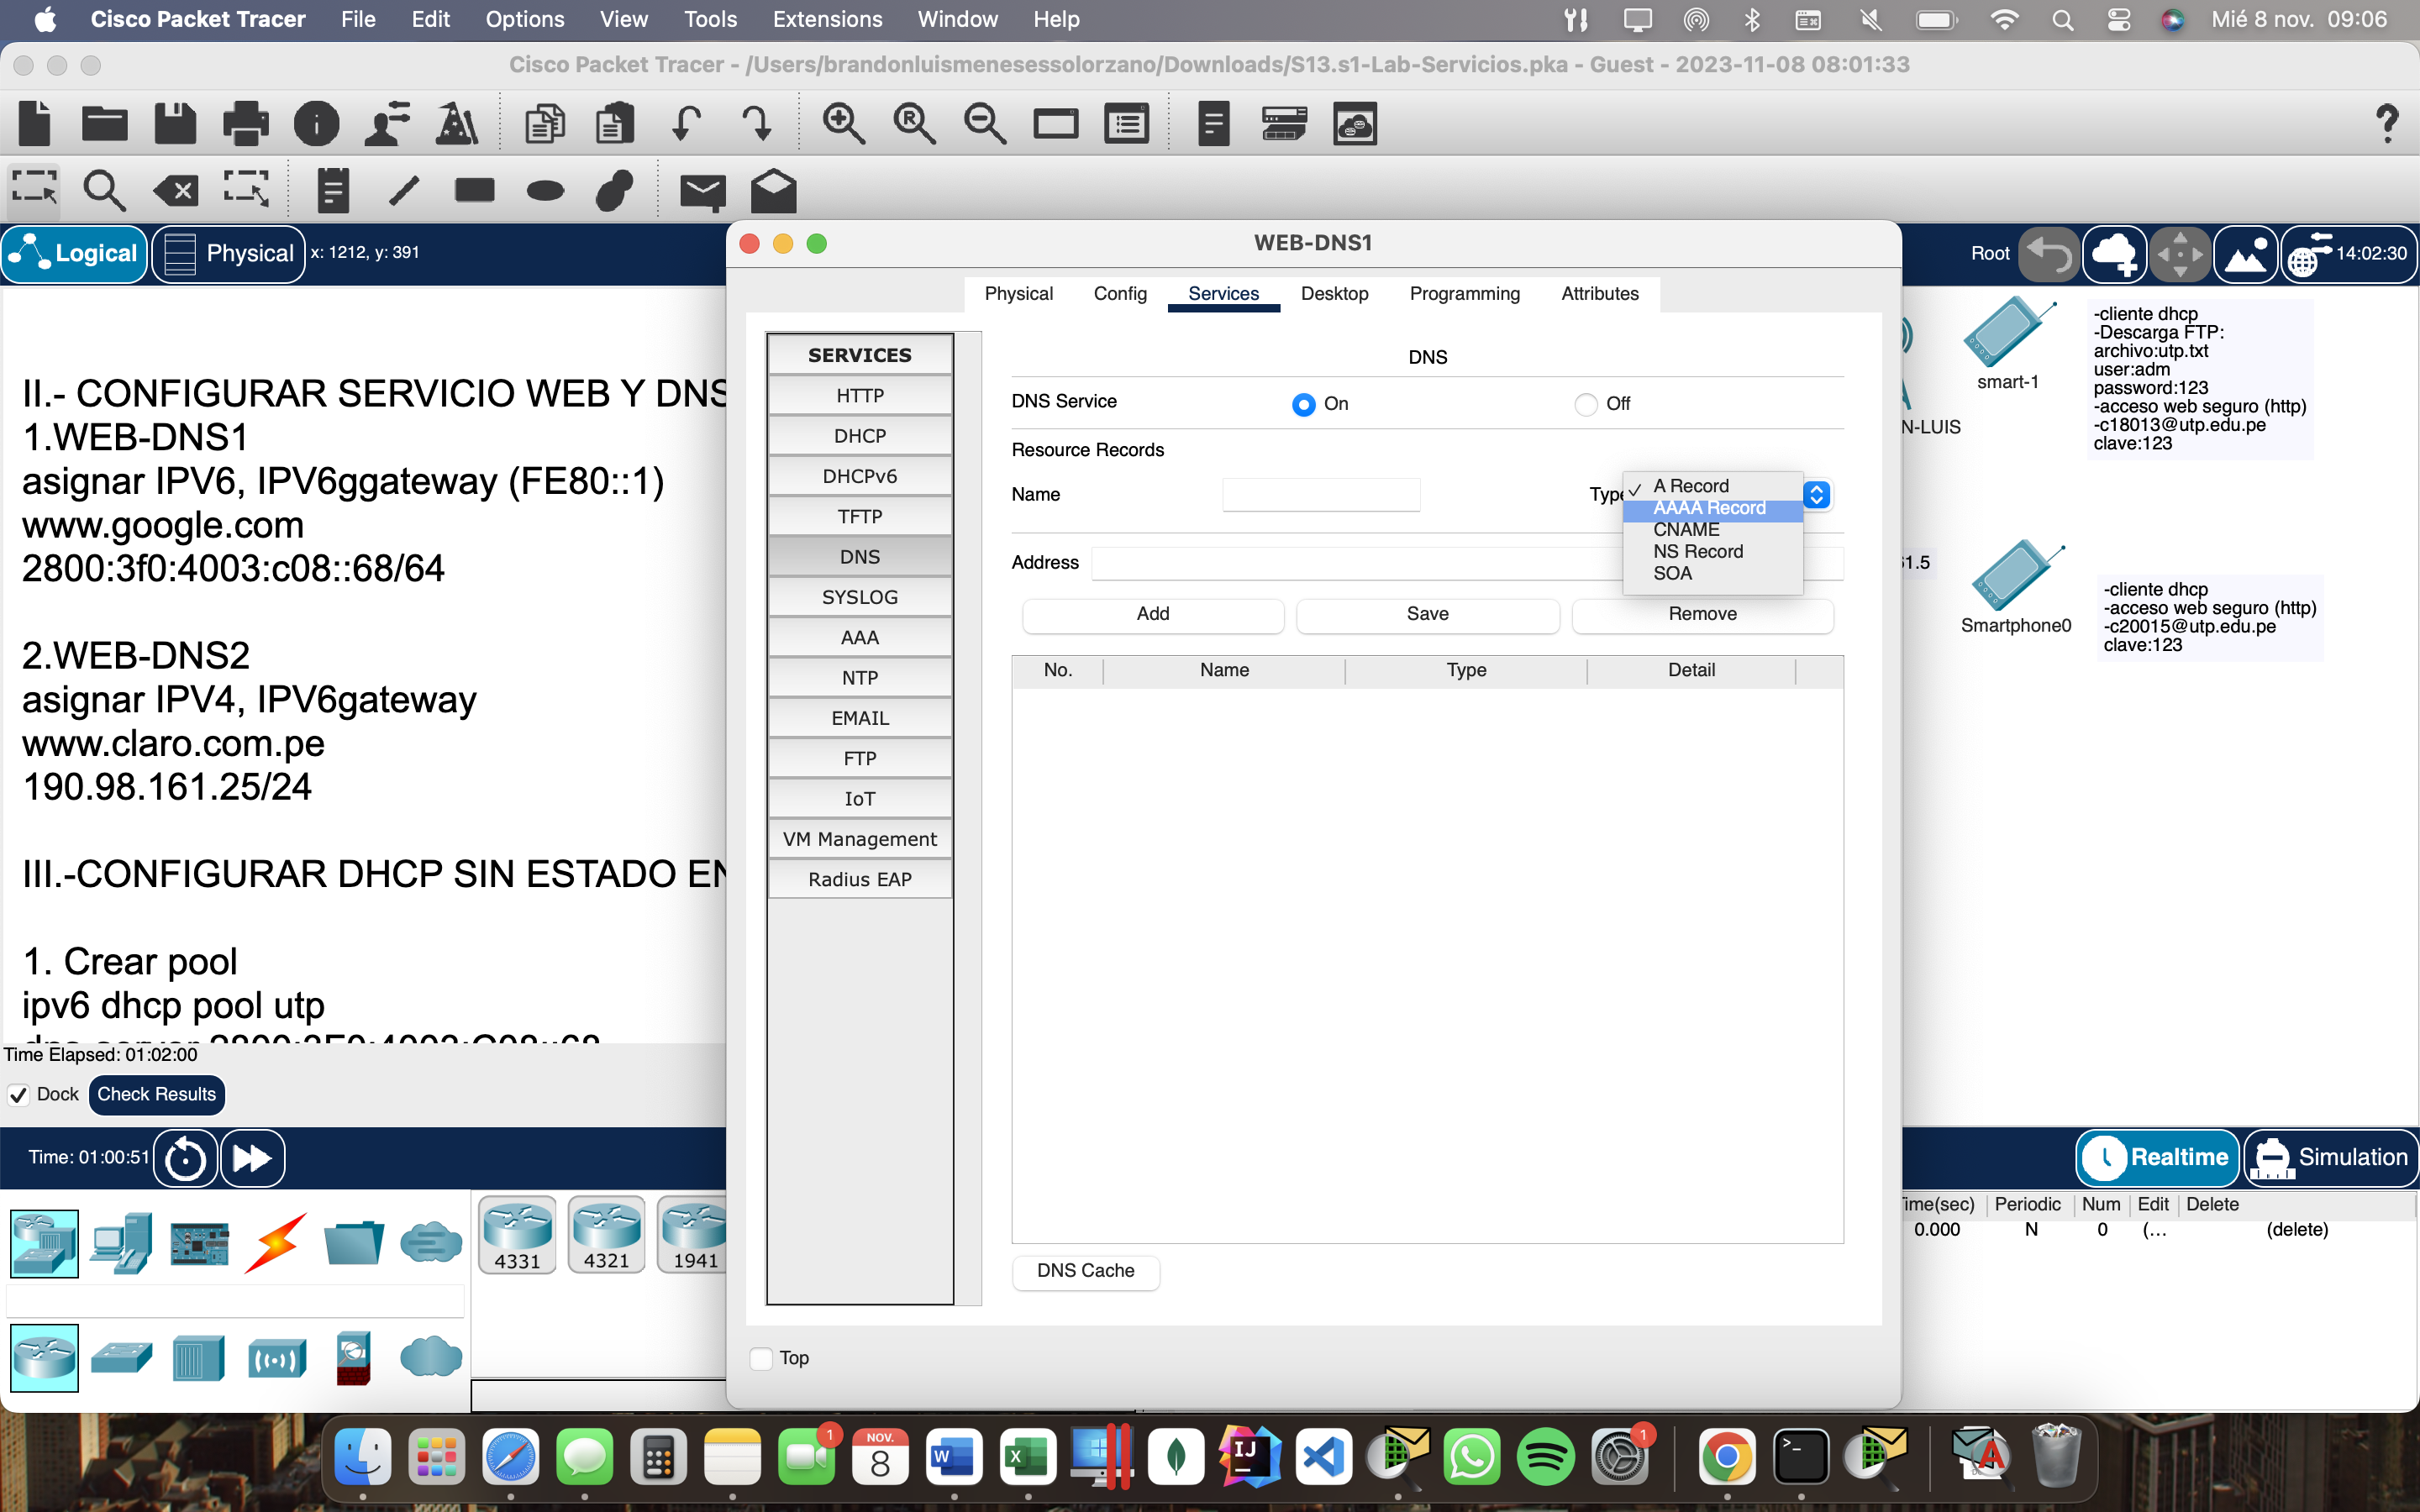 Cisco Packet Tracer File Edit Options View Tools Extensions Window Help Mié 8 nov. 09:06
Cisco Packet Tracer - /Users/brandonluismenesessolorzano/Downloads/S13.s1-Lab-Servicios.pka - Guest - 2023-11-08 08:01:33
Logical Physical x: 1212, y: 391
Root 14:02:30
II.- CONFIGURAR SERVICIO WEB Y DNS
1.WEB-DNS1
asignar IPV6, IPV6ggateway (FE80::1)
www.google.com
2800:3f0:4003:c08::68/64
2.WEB-DNS2
asignar IPV4, IPV6gateway
www.claro.com.pe
190.98.161.25/24
III.-CONFIGURAR DHCP SIN ESTADO EN
1. Crear pool
ipv6 dhcp pool utp
dns-server 2800:3F0:4003:C08::68
Time Elapsed: 01:02:00
Dock Check Results
Time: 01:00:51
4331 4321 1941
WEB-DNS1
Physical Config Services Desktop Programming Attributes
SERVICES
HTTP
DHCP
DHCPv6
TFTP
DNS
SYSLOG
AAA
NTP
EMAIL
FTP
IoT
VM Management
Radius EAP
DNS
DNS Service On Off
Resource Records
Name Type
A Record
AAAA Record
CNAME
NS Record
SOA
Address
Add Save Remove
No. Name Type Detail
DNS Cache
Top
-cliente dhcp
-Descarga FTP:
archivo:utp.txt
user:adm
password:123
-acceso web seguro (http)
-c18013@utp.edu.pe
clave:123
smart-1
N-LUIS
1.5
-cliente dhcp
-acceso web seguro (http)
-c20015@utp.edu.pe
clave:123
Smartphone0
Realtime Simulation
ime(sec) Periodic Num Edit Delete
0.000 N 0 (... (delete)
1
NOV.
8
1